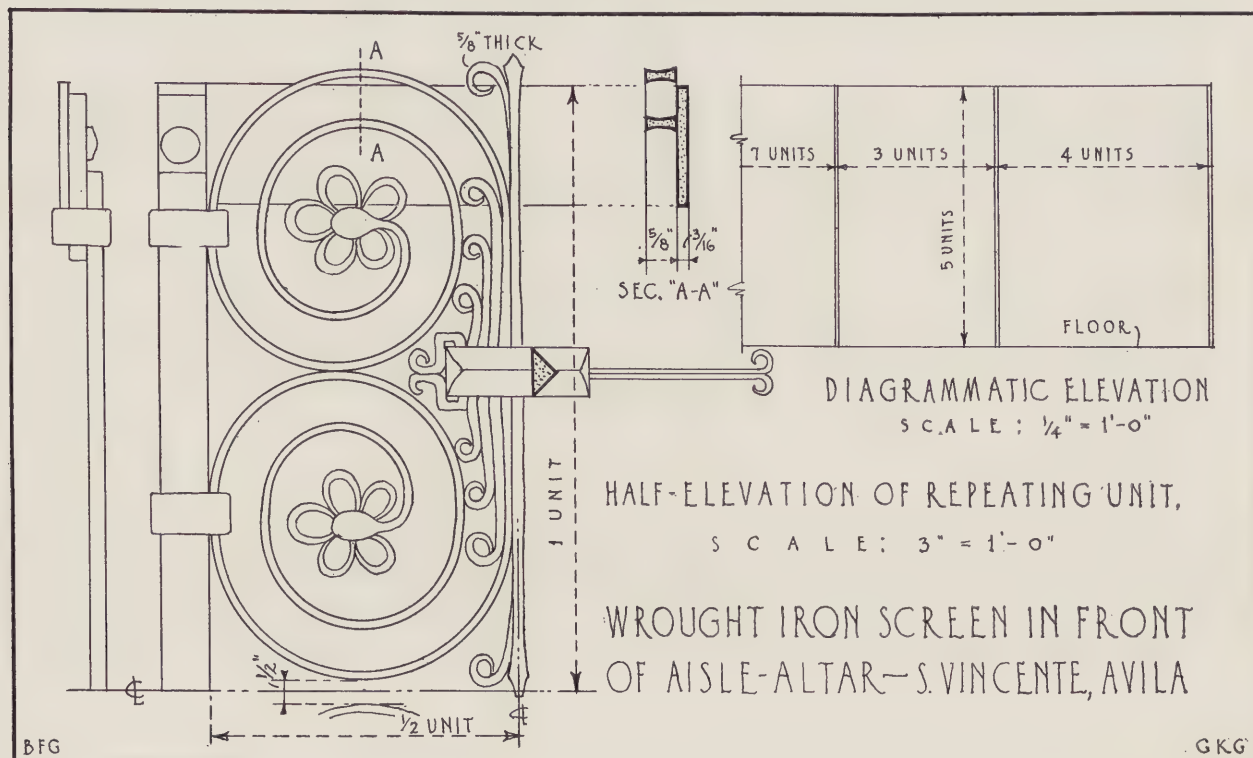 5/8" THICK
A
A
7 UNITS
3 UNITS
4 UNITS
5 UNITS
5/8"
3/16"
SEC. "A-A"
FLOOR
DIAGRAMMATIC ELEVATION
SCALE: 1/4" = 1'-0"
1 UNIT
HALF-ELEVATION OF REPEATING UNIT.
SCALE: 3" = 1'-0"
WROUGHT IRON SCREEN IN FRONT
OF AISLE-ALTAR—S. VINCENTE, AVILA
1 1/2"
1/2 UNIT
BFG
GKG